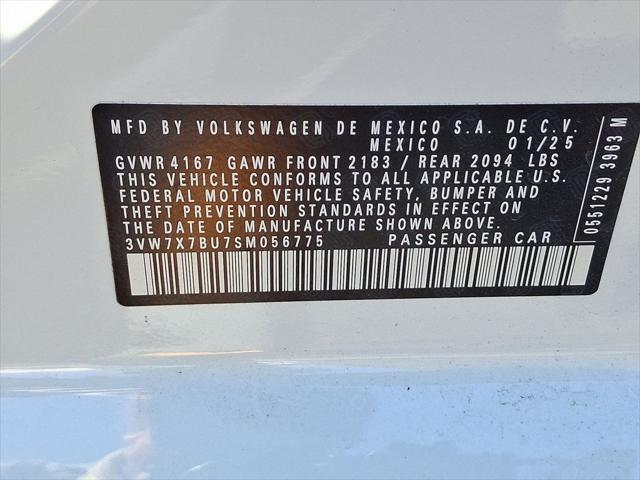 MFD BY VOLKSWAGEN DE MEXICO S.A. DE C.V.
MEXICO 01/25
GVWR 4167 GAWR FRONT 2183 / REAR 2094 LBS
THIS VEHICLE CONFORMS TO ALL APPLICABLE U.S.
FEDERAL MOTOR VEHICLE SAFETY, BUMPER AND
THEFT PREVENTION STANDARDS IN EFFECT ON
THE DATE OF MANUFACTURE SHOWN ABOVE.
3VW7X7BU7SM056775 PASSENGER CAR
0551229 3963 M